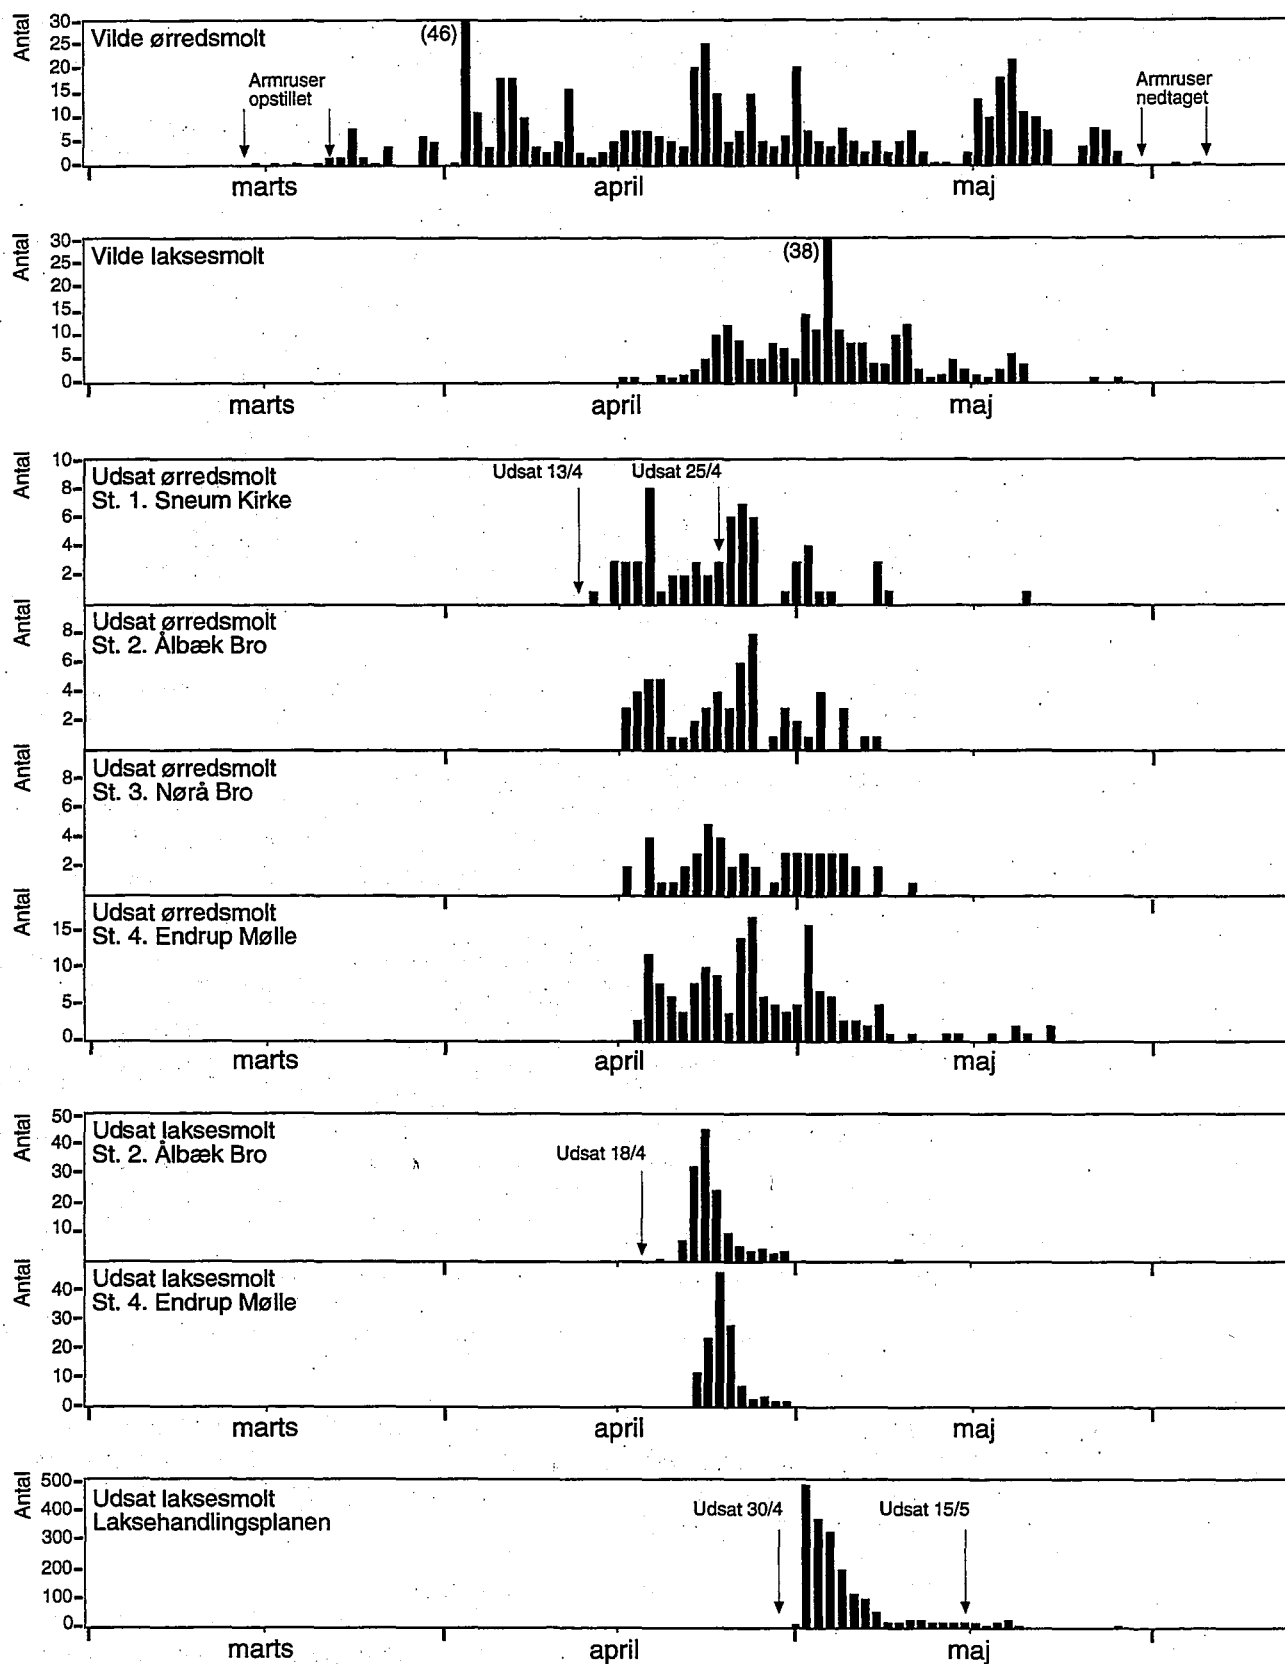 Antal
30
25
20
15
10
5
0
Vilde ørredsmolt
(46)
Armruser
opstillet
Armruser
nedtaget
marts april maj
Antal
30
25
20
15
10
5
0
Vilde laksesmolt
(38)
marts april maj
Antal
10
8
6
4
2
Udsat ørredsmolt
St. 1. Sneum Kirke
Udsat 13/4 Udsat 25/4
Antal
8
6
4
2
Udsat ørredsmolt
St. 2. Ålbæk Bro
Antal
8
6
4
2
Udsat ørredsmolt
St. 3. Nørå Bro
Antal
15
10
5
0
Udsat ørredsmolt
St. 4. Endrup Mølle
marts april maj
Antal
50
40
30
20
10
Udsat laksesmolt
St. 2. Ålbæk Bro
Udsat 18/4
Antal
40
30
20
10
0
Udsat laksesmolt
St. 4. Endrup Mølle
marts april maj
Antal
500
400
300
200
100
0
Udsat laksesmolt
Laksehandlingsplanen
Udsat 30/4 Udsat 15/5
marts april maj